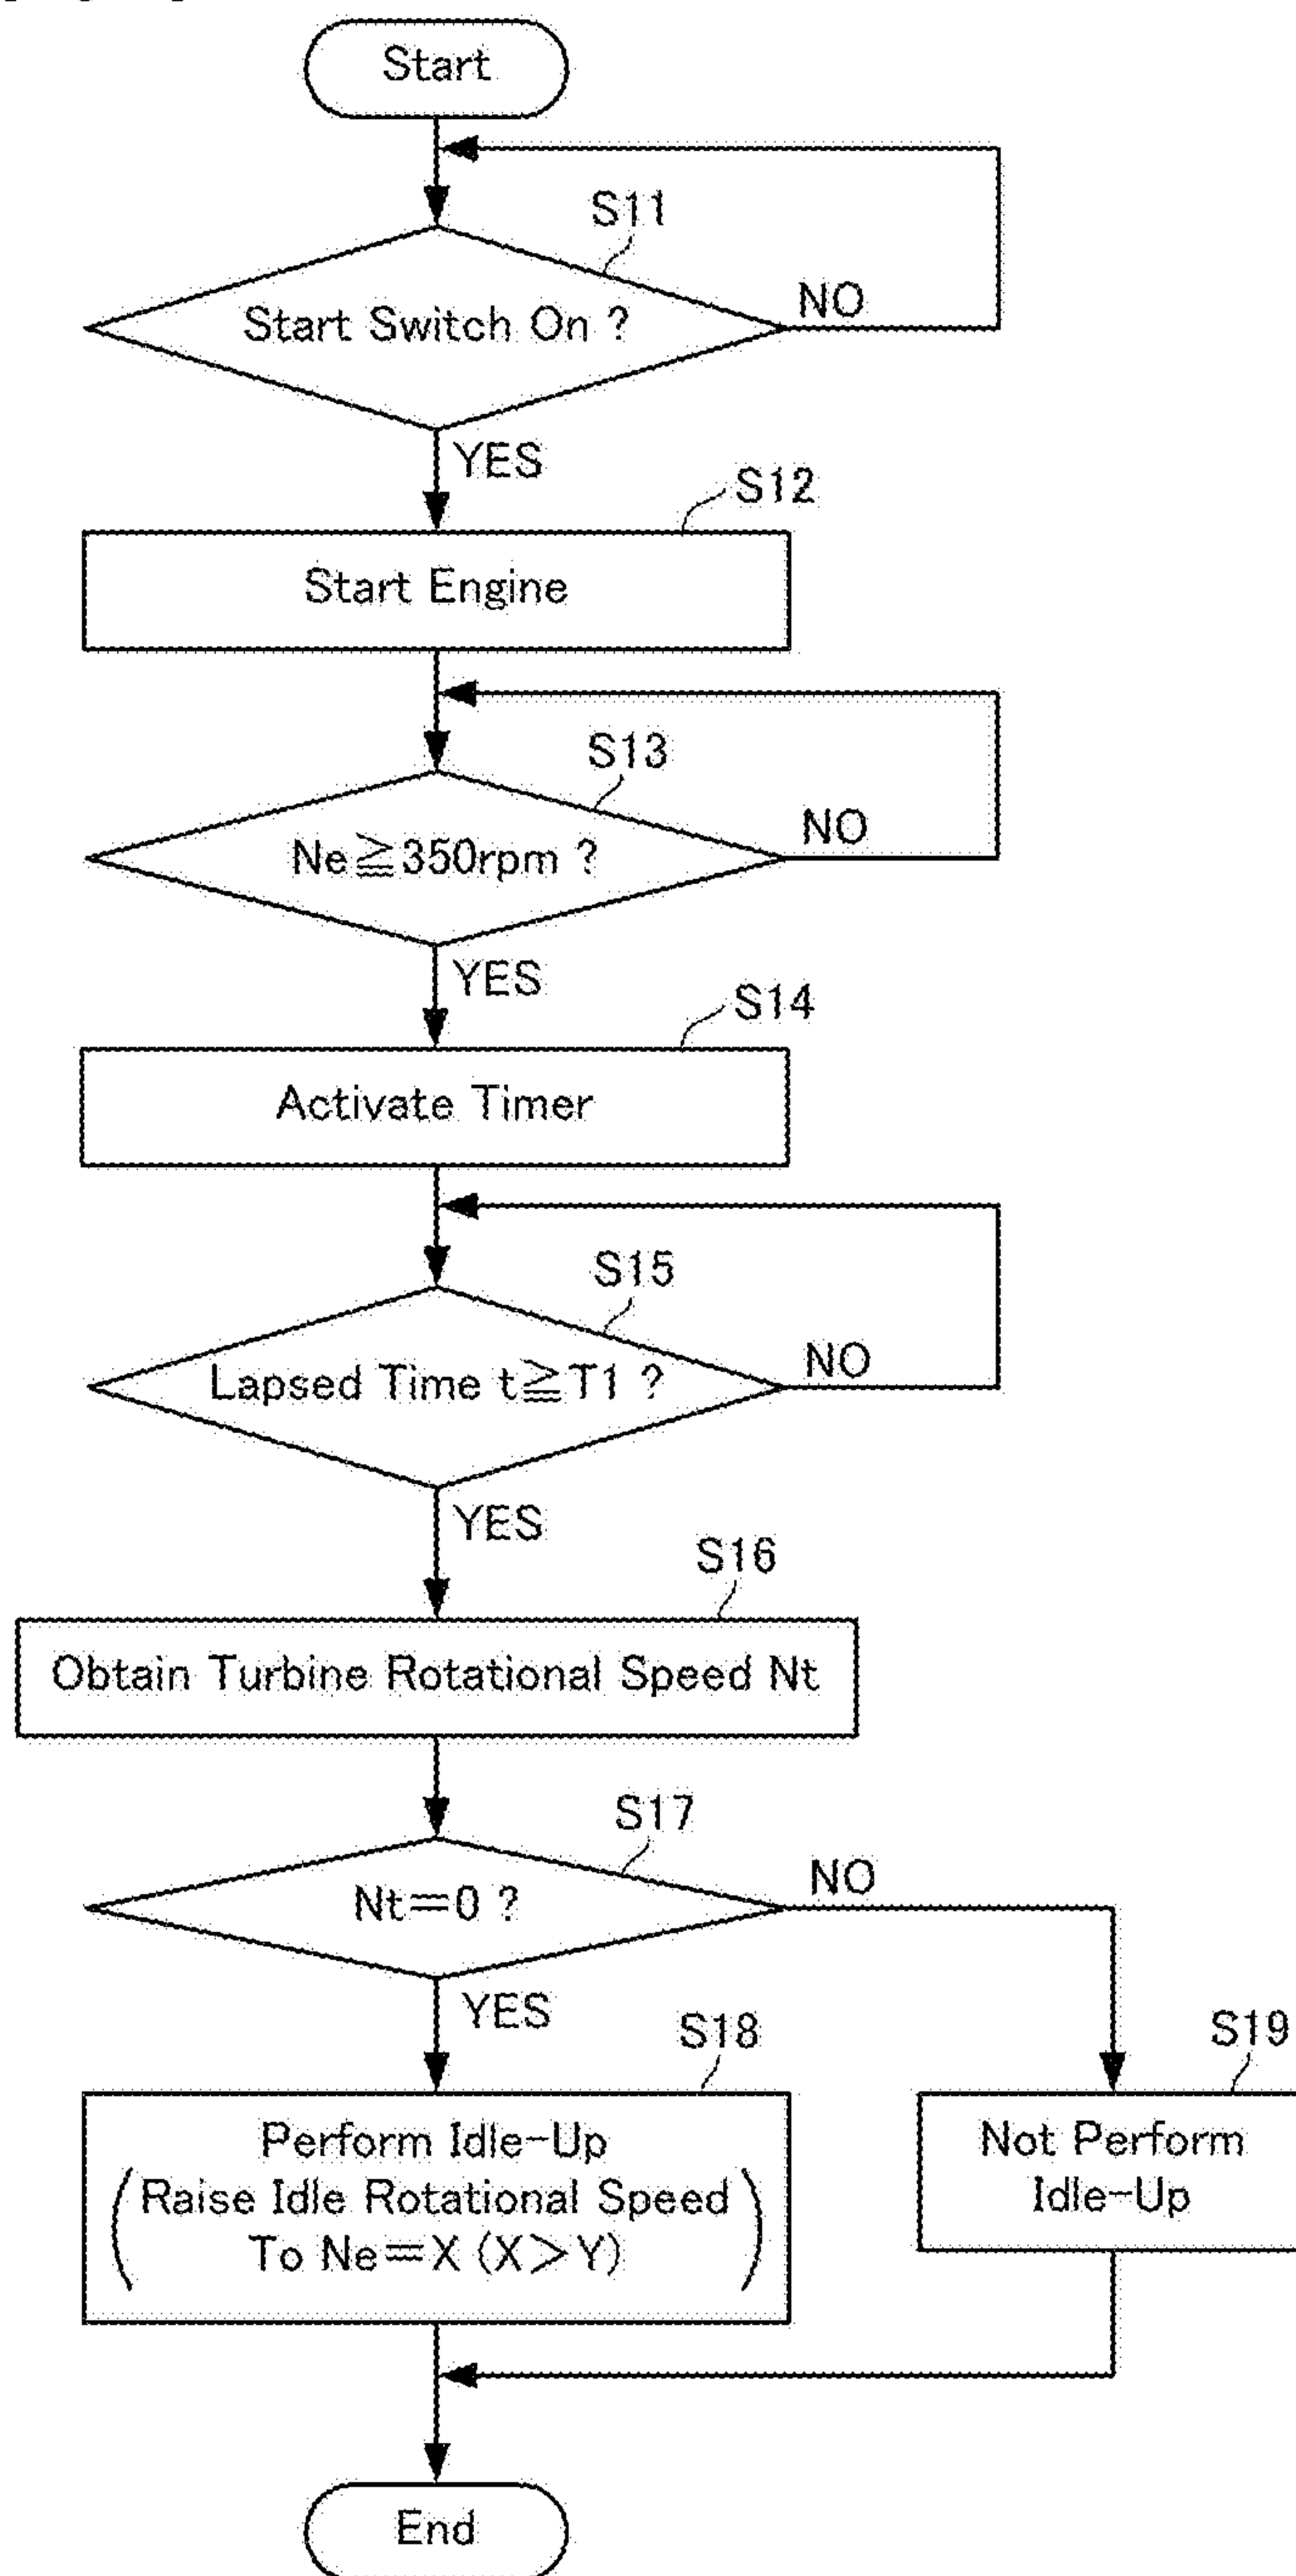 Start
S11
Start Switch On ?
NO
YES
S12
Start Engine
S13
Ne≧350rpm ?
NO
YES
S14
Activate Timer
S15
Lapsed Time t≧T1 ?
NO
YES
S16
Obtain Turbine Rotational Speed Nt
S17
Nt=0 ?
NO
YES
S18
Perform Idle-Up
(Raise Idle Rotational Speed
To Ne=X (X>Y))
S19
Not Perform
Idle-Up
End